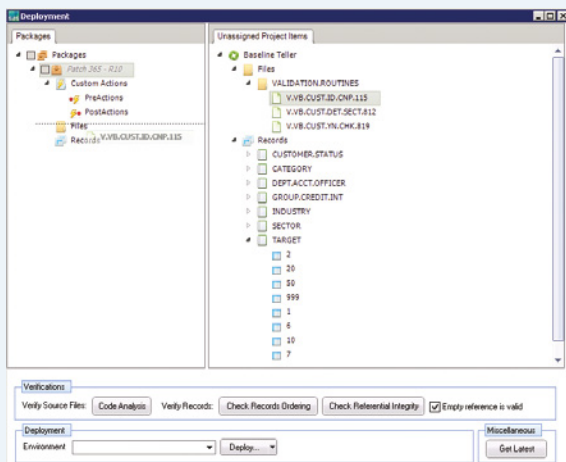 Deployment
Packages
Packages
Patch 365 - R10
Custom Actions
PreActions
PostActions
Files
V.VB.CUST.ID.CNP.115
Records
Unassigned Project Items
Baseline Teller
Files
VALIDATION.ROUTINES
V.VB.CUST.ID.CNP.115
V.VB.CUST.DET.SECT.812
V.VB.CUST.YN.CHK.819
Records
CUSTOMER.STATUS
CATEGORY
DEPT.ACCT.OFFICER
GROUP.CREDIT.INT
INDUSTRY
SECTOR
TARGET
2
20
50
999
1
6
10
7
Verifications
Verify Source Files: Code Analysis Verify Records: Check Records Ordering Check Referential Integrity Empty reference is valid
Deployment
Environment Deploy...
Miscellaneous
Get Latest